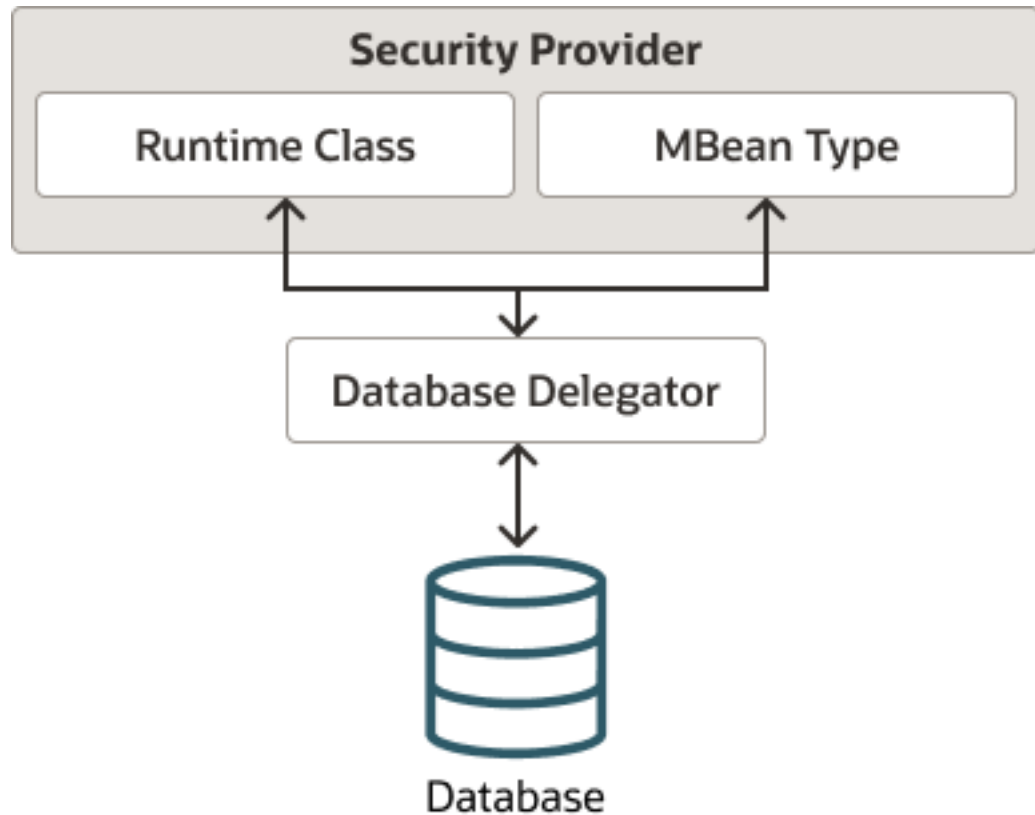 Security Provider
Runtime Class
MBean Type
Database Delegator
Database